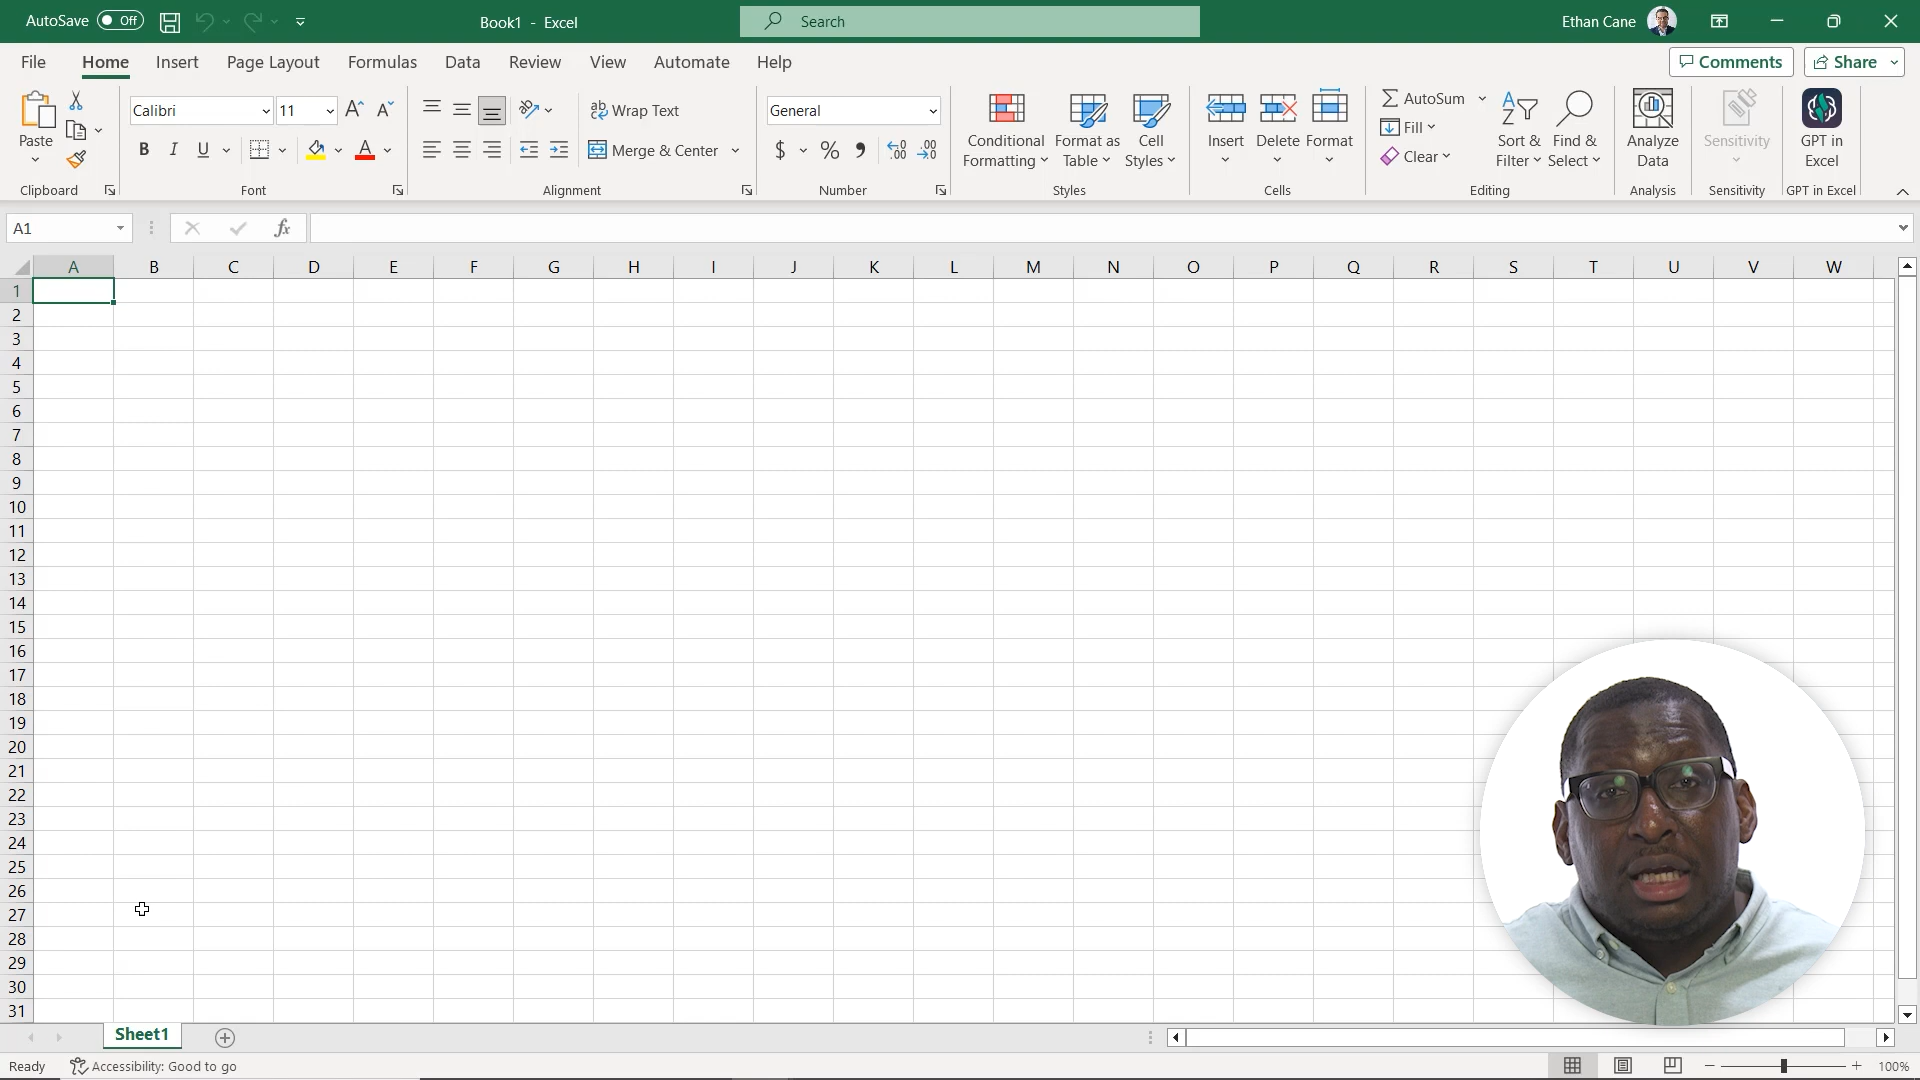 AutoSave Off Book1 - Excel Search Ethan Cane
File Home Insert Page Layout Formulas Data Review View Automate Help Comments Share
Paste
Clipboard
Calibri 11
B I U A
Font
ab Wrap Text
Merge & Center
Alignment
General
$ % , .00 .00
Number
Conditional Formatting
Format as Table
Cell Styles
Styles
Insert Delete Format
Cells
AutoSum
Fill
Clear
Sort & Filter
Find & Select
Editing
Analyze Data
Analysis
Sensitivity
Sensitivity
GPT in Excel
GPT in Excel
A1 fx
A B C D E F G H I J K L M N O P Q R S T U V W
1
2
3
4
5
6
7
8
9
10
11
12
13
14
15
16
17
18
19
20
21
22
23
24
25
26
27
28
29
30
31
Sheet1
Ready Accessibility: Good to go 100%